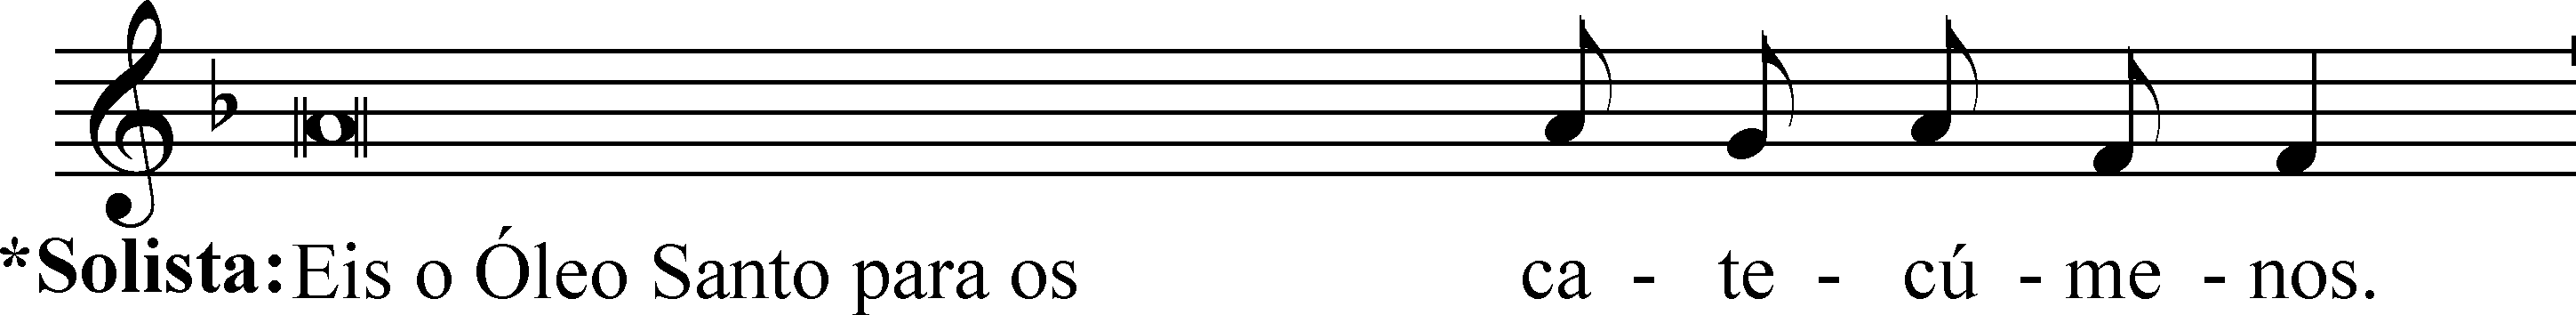 *Solista:Eis o Óleo Santo para os ca - te - cú - me - nos.